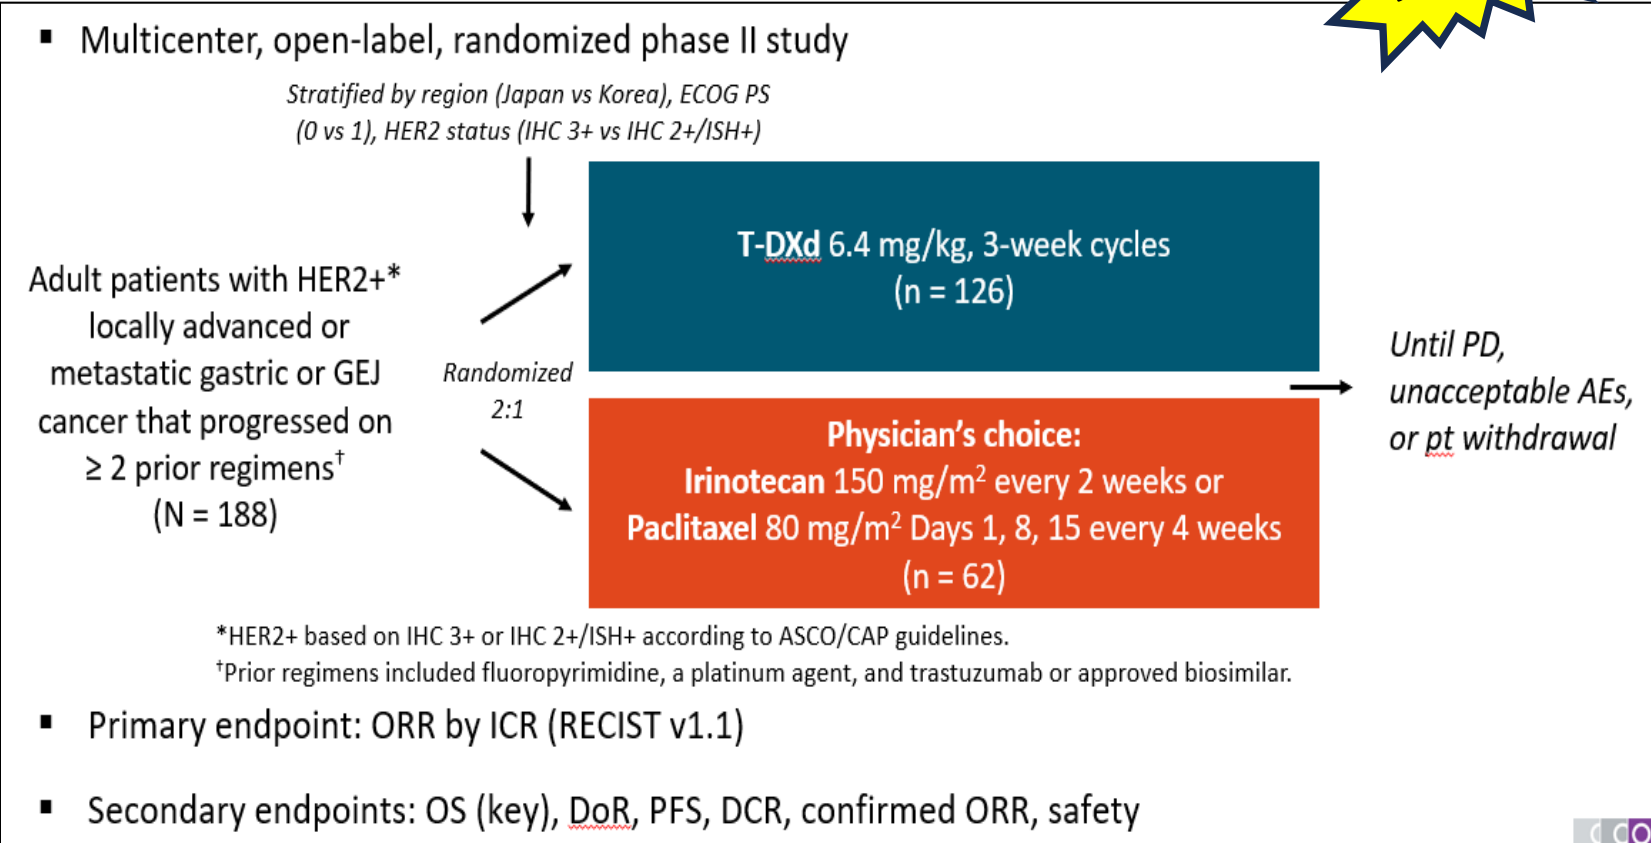 ▪ Multicenter, open-label, randomized phase II study
Stratified by region (Japan vs Korea), ECOG PS
(0 vs 1), HER2 status (IHC 3+ vs IHC 2+/ISH+)
Adult patients with HER2+*
locally advanced or
metastatic gastric or GEJ
cancer that progressed on
≥ 2 prior regimens†
(N = 188)
Randomized
2:1
T-DXd 6.4 mg/kg, 3-week cycles
(n = 126)
Physician’s choice:
Irinotecan 150 mg/m² every 2 weeks or
Paclitaxel 80 mg/m² Days 1, 8, 15 every 4 weeks
(n = 62)
Until PD,
unacceptable AEs,
or pt withdrawal
*HER2+ based on IHC 3+ or IHC 2+/ISH+ according to ASCO/CAP guidelines.
†Prior regimens included fluoropyrimidine, a platinum agent, and trastuzumab or approved biosimilar.
▪ Primary endpoint: ORR by ICR (RECIST v1.1)
▪ Secondary endpoints: OS (key), DoR, PFS, DCR, confirmed ORR, safety